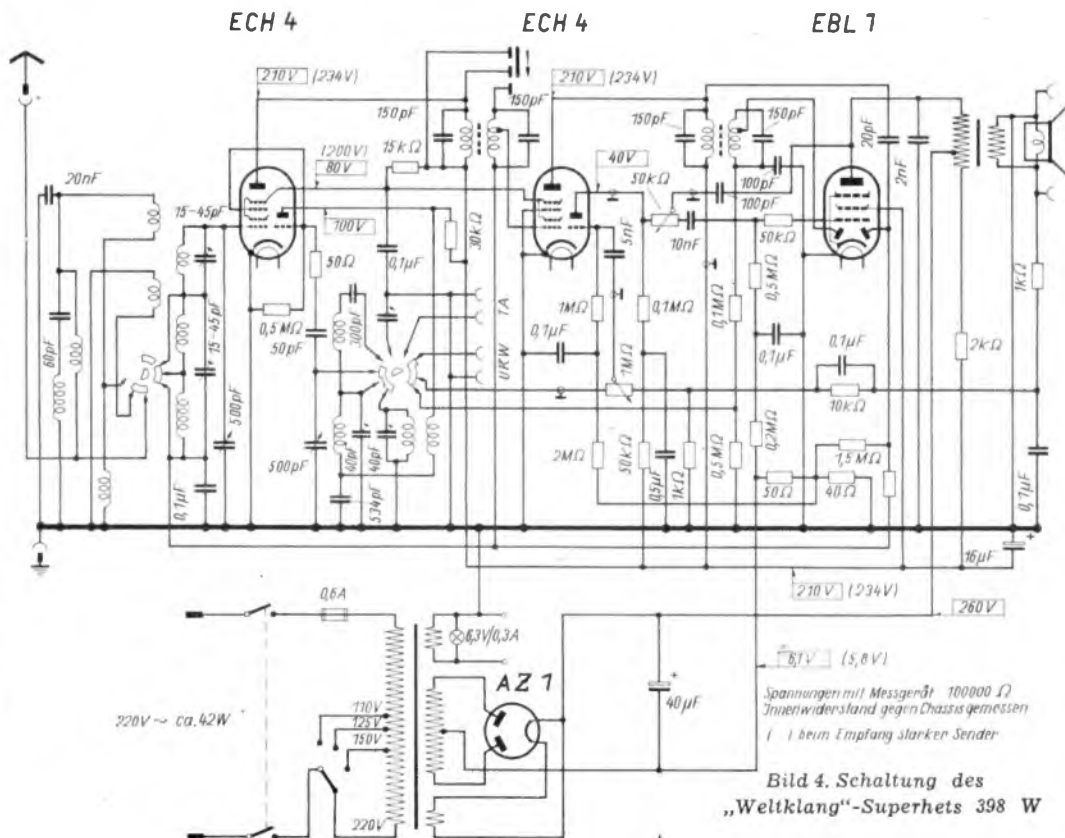 ECH 4 ECH 4 EBL 1
210V (234V) 210V (234V)
150pF 150pF 150pF 150pF 20pF
15kΩ 40V 2nF
(200V) 50kΩ
80V 100pF
20nF 100pF
15-45pF 100V
30kΩ 5nF 10nF 50kΩ
50Ω 0,1µF 1kΩ
0,5MΩ
0,5MΩ 300pF TA 1MΩ 0,1MΩ 0,1MΩ
15-45pF 50pF 0,1µF 0,1µF 0,1µF 2kΩ
60pF URW 1MΩ
10kΩ
500pF 0,2MΩ
500pF 40pF 40pF 2MΩ 50kΩ 0,5µF 1kΩ 0,5MΩ 1,5MΩ
0,1µF 50Ω 40Ω 0,1µF
534pF
16µF
210V (234V)
0,6A 260V
6,3V/0,3A
6,1V (5,8V)
AZ 1
40µF
Spannungen mit Messgerät 100000 Ω
Innenwiderstand gegen Chassis gemessen
( ) beim Empfang starker Sender
220V ~ ca. 42W 110V
125V
150V
220V
Bild 4. Schaltung des
„Weltklang“-Superhets 398 W